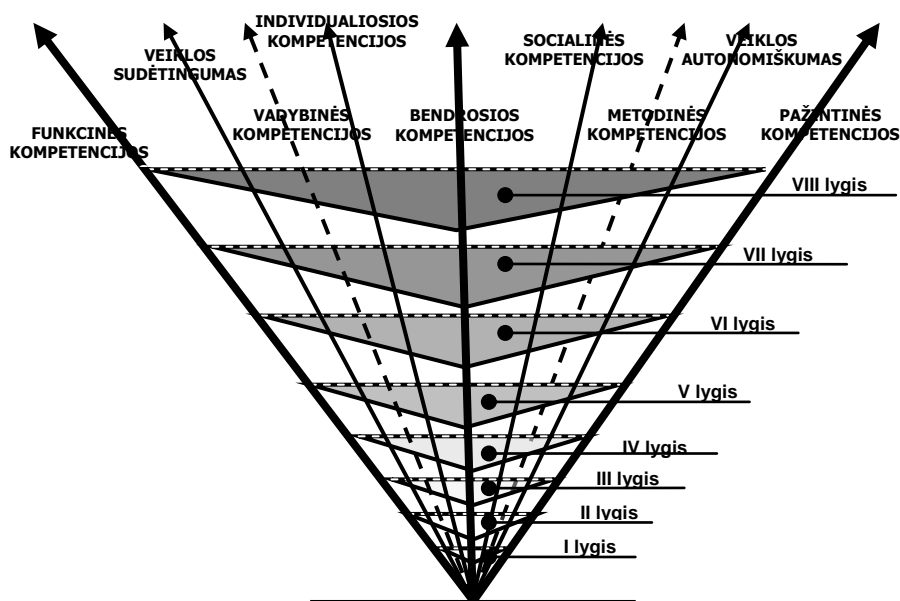 INDIVIDUALIOSIOS
KOMPETENCIJOS
VEIKLOS
SUDĖTINGUMAS
SOCIALINĖS
KOMPETENCIJOS
VEIKLOS
AUTONOMIŠKUMAS
FUNKCINĖS
KOMPETENCIJOS
VADYBINĖS
KOMPETENCIJOS
BENDROSIOS
KOMPETENCIJOS
METODINĖS
KOMPETENCIJOS
PAŽINTINĖS
KOMPETENCIJOS
VIII lygis
VII lygis
VI lygis
V lygis
IV lygis
III lygis
II lygis
I lygis